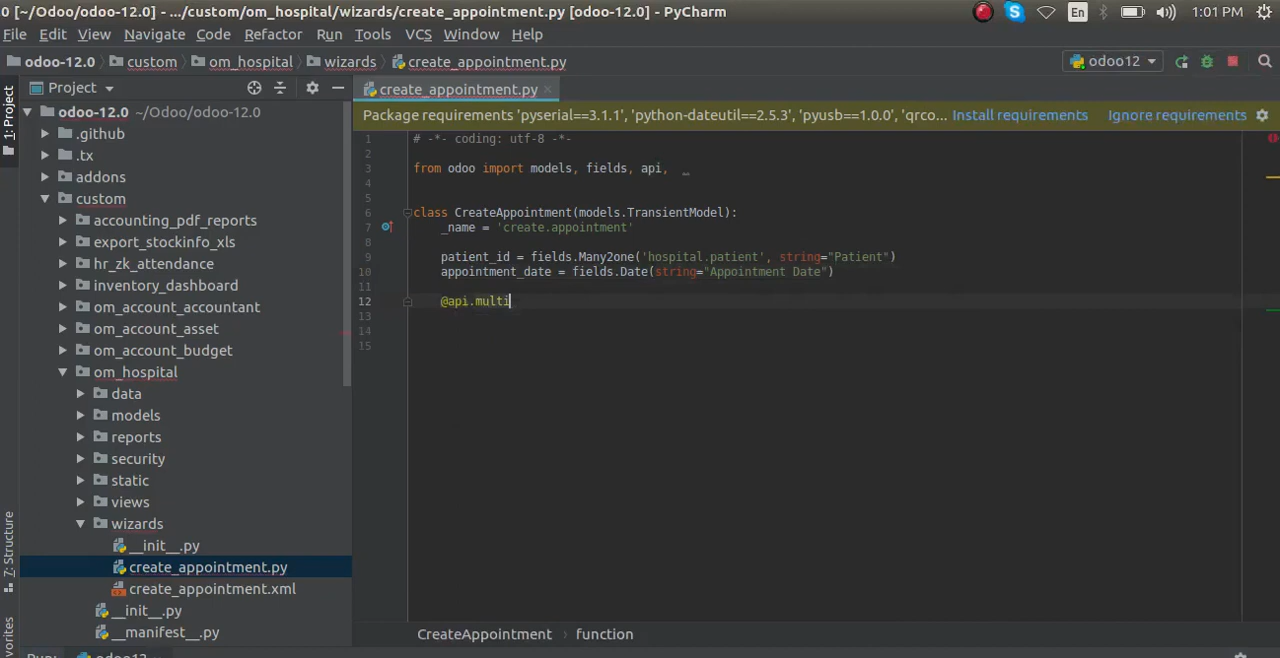 0] - .../custom/om_hospital/wizards/create_appointment.py [odoo-12.0] - PyCharm
En
1:01 PM
File Edit View Navigate Code Refactor Run Tools VCS Window Help
odoo-12.0 custom om_hospital wizards create_appointment.py
odoo12
Project
create_appointment.py
Package requirements 'pyserial==3.1.1', 'python-dateutil==2.5.3', 'pyusb==1.0.0', 'qrco... Install requirements Ignore requirements
1: Project
odoo-12.0 ~/Odoo/odoo-12.0
.github
.tx
addons
custom
accounting_pdf_reports
export_stockinfo_xls
hr_zk_attendance
inventory_dashboard
om_account_accountant
om_account_asset
om_account_budget
om_hospital
data
models
reports
security
static
views
wizards
__init__.py
create_appointment.py
create_appointment.xml
__init__.py
__manifest__.py
7: Structure
vorites
1 # -*- coding: utf-8 -*-
2
3 from odoo import models, fields, api,
4
5
6 class CreateAppointment(models.TransientModel):
7 _name = 'create.appointment'
8
9 patient_id = fields.Many2one('hospital.patient', string="Patient")
10 appointment_date = fields.Date(string="Appointment Date")
11
12 @api.multi
13
14
15
CreateAppointment › function